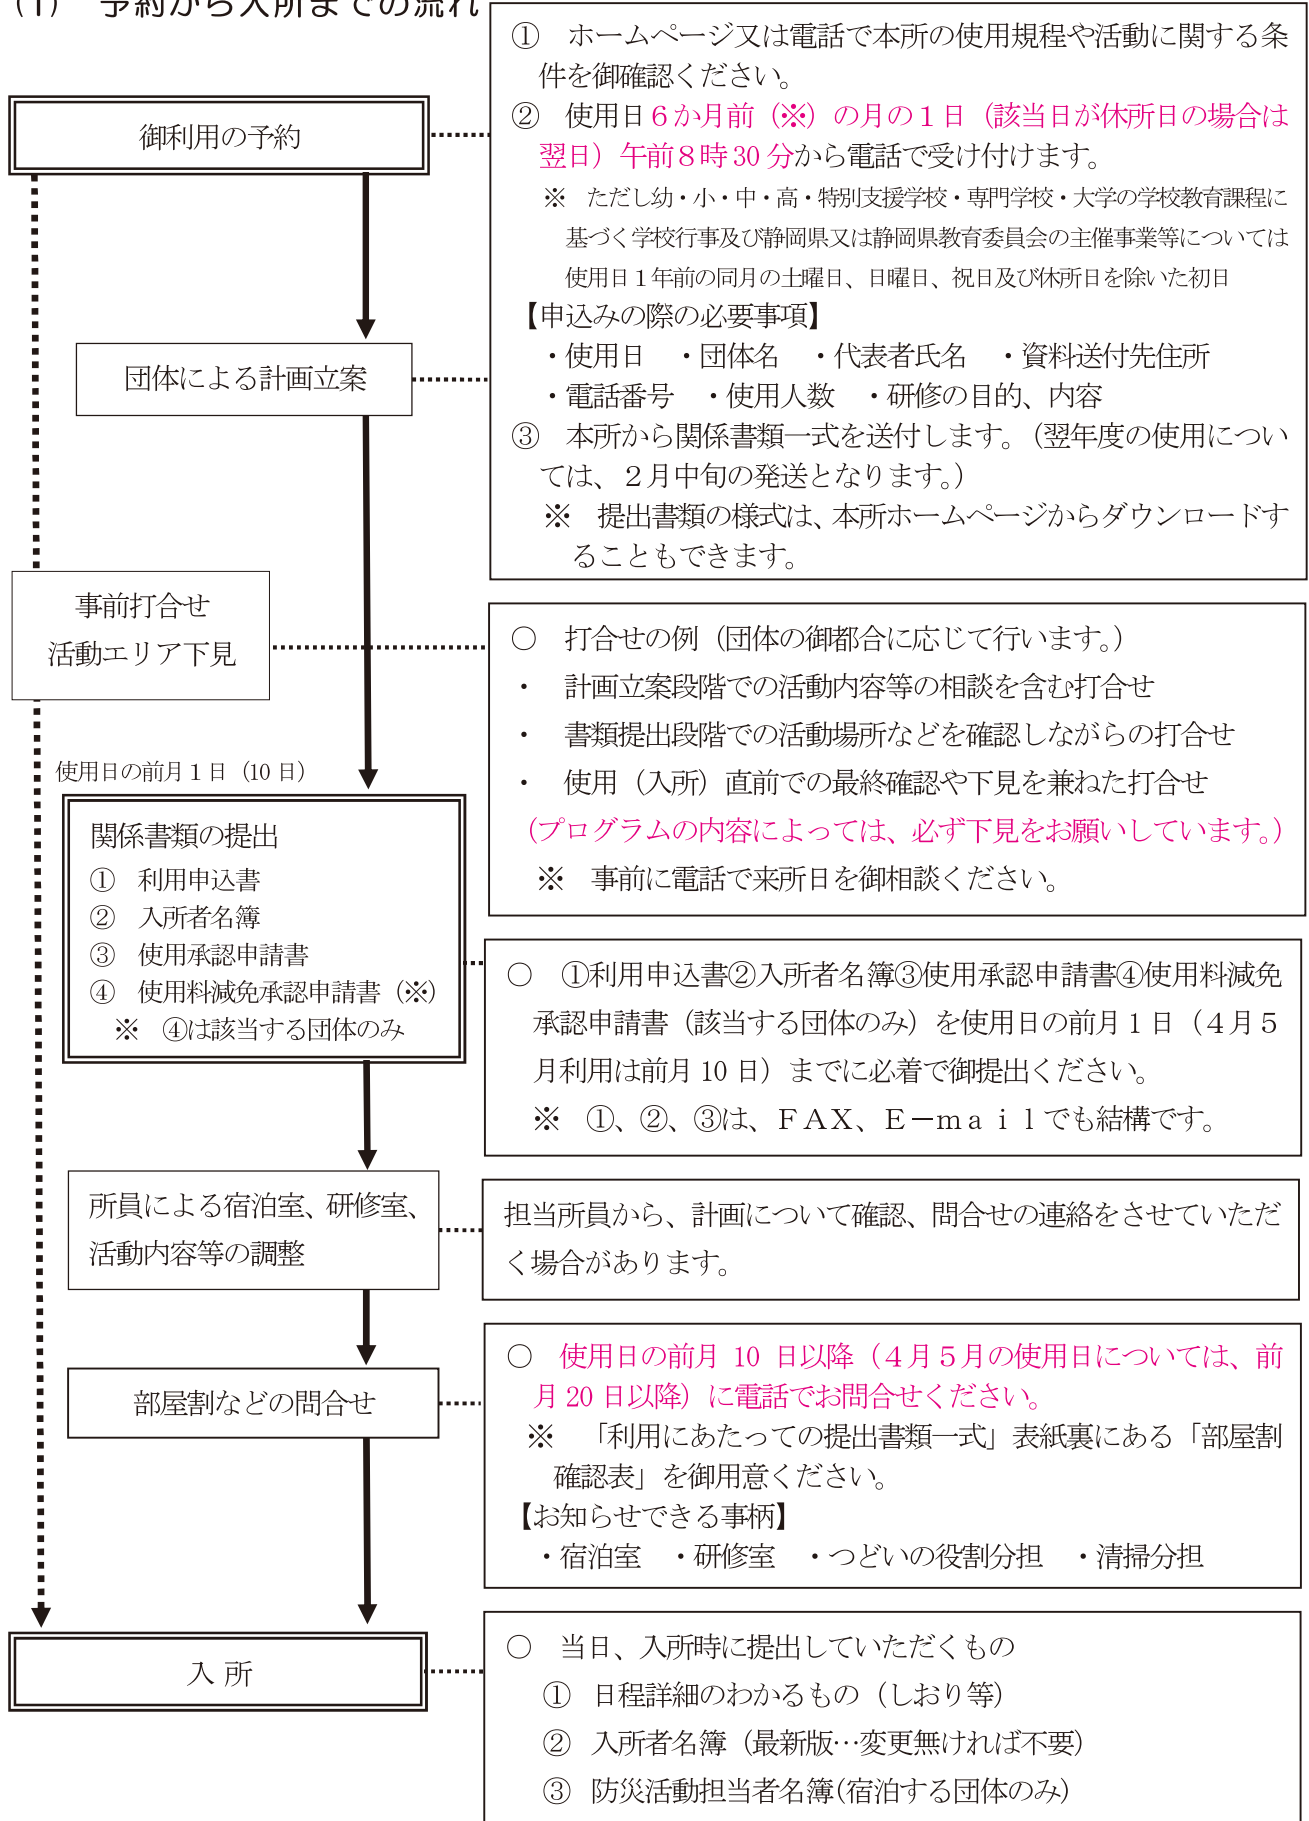 (1)　予約から入所までの流れ
御利用の予約
①　ホームページ又は電話で本所の使用規程や活動に関する条
件を御確認ください。
②　使用日６か月前（※）の月の１日（該当日が休所日の場合は
翌日）午前８時 30 分から電話で受け付けます。
※　ただし幼・小・中・高・特別支援学校・専門学校・大学の学校教育課程に
基づく学校行事及び静岡県又は静岡県教育委員会の主催事業等については
使用日１年前の同月の土曜日、日曜日、祝日及び休所日を除いた初日
【申込みの際の必要事項】
・使用日　・団体名　・代表者氏名　・資料送付先住所
・電話番号　・使用人数　・研修の目的、内容
③　本所から関係書類一式を送付します。（翌年度の使用につい
ては、２月中旬の発送となります。）
※　提出書類の様式は、本所ホームページからダウンロードす
ることもできます。
団体による計画立案
事前打合せ
活動エリア下見
○　打合せの例（団体の御都合に応じて行います。）
・　計画立案段階での活動内容等の相談を含む打合せ
・　書類提出段階での活動場所などを確認しながらの打合せ
・　使用（入所）直前での最終確認や下見を兼ねた打合せ
（プログラムの内容によっては、必ず下見をお願いしています。）
※　事前に電話で来所日を御相談ください。
使用日の前月１日（10 日）
関係書類の提出
①　利用申込書
②　入所者名簿
③　使用承認申請書
④　使用料減免承認申請書（※）
※　④は該当する団体のみ
○　①利用申込書②入所者名簿③使用承認申請書④使用料減免
承認申請書（該当する団体のみ）を使用日の前月１日（４月５
月利用は前月 10 日）までに必着で御提出ください。
※　①、②、③は、ＦＡＸ、Ｅ－ｍａｉｌでも結構です。
所員による宿泊室、研修室、
活動内容等の調整
担当所員から、計画について確認、問合せの連絡をさせていただ
く場合があります。
部屋割などの問合せ
○　使用日の前月 10 日以降（４月５月の使用日については、前
月 20 日以降）に電話でお問合せください。
※　「利用にあたっての提出書類一式」表紙裏にある「部屋割
確認表」を御用意ください。
【お知らせできる事柄】
・宿泊室　・研修室　・つどいの役割分担　・清掃分担
入 所
○　当日、入所時に提出していただくもの
①　日程詳細のわかるもの（しおり等）
②　入所者名簿（最新版…変更無ければ不要）
③　防災活動担当者名簿(宿泊する団体のみ)